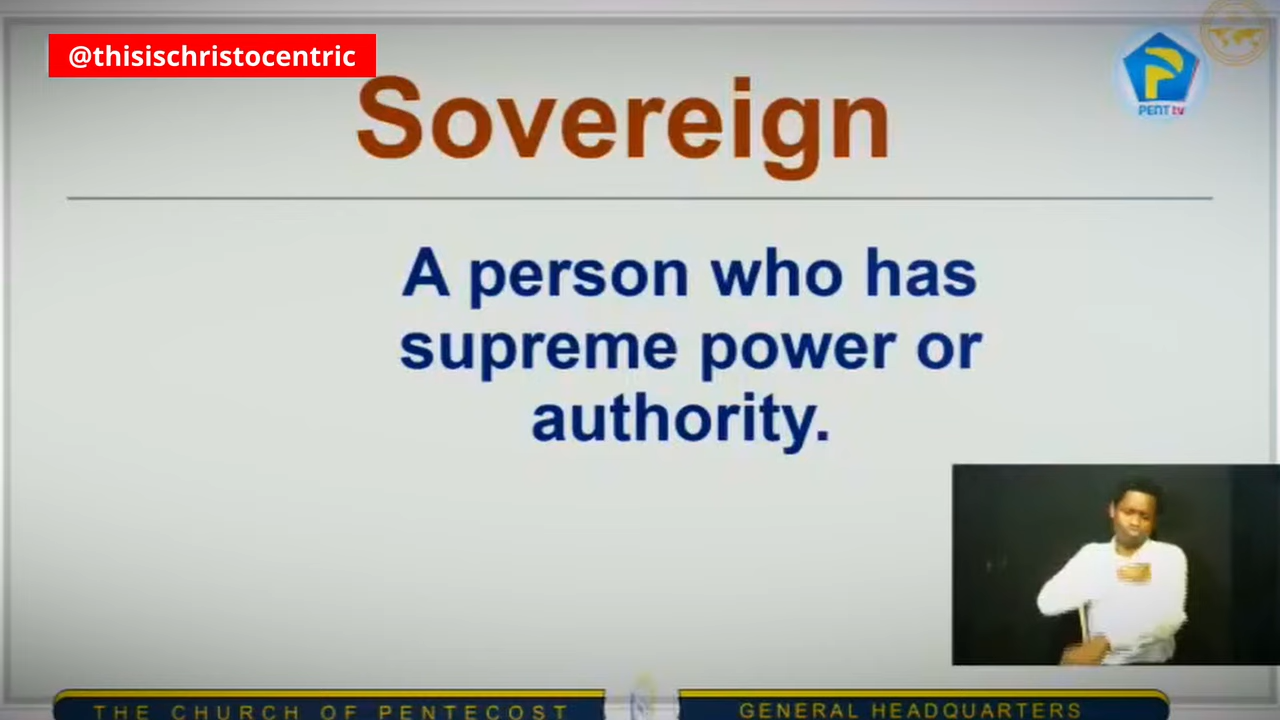 @thisischristocentric
PENT tv
Sovereign
A person who has
supreme power or
authority.
THE CHURCH OF PENTECOST
GENERAL HEADQUARTERS